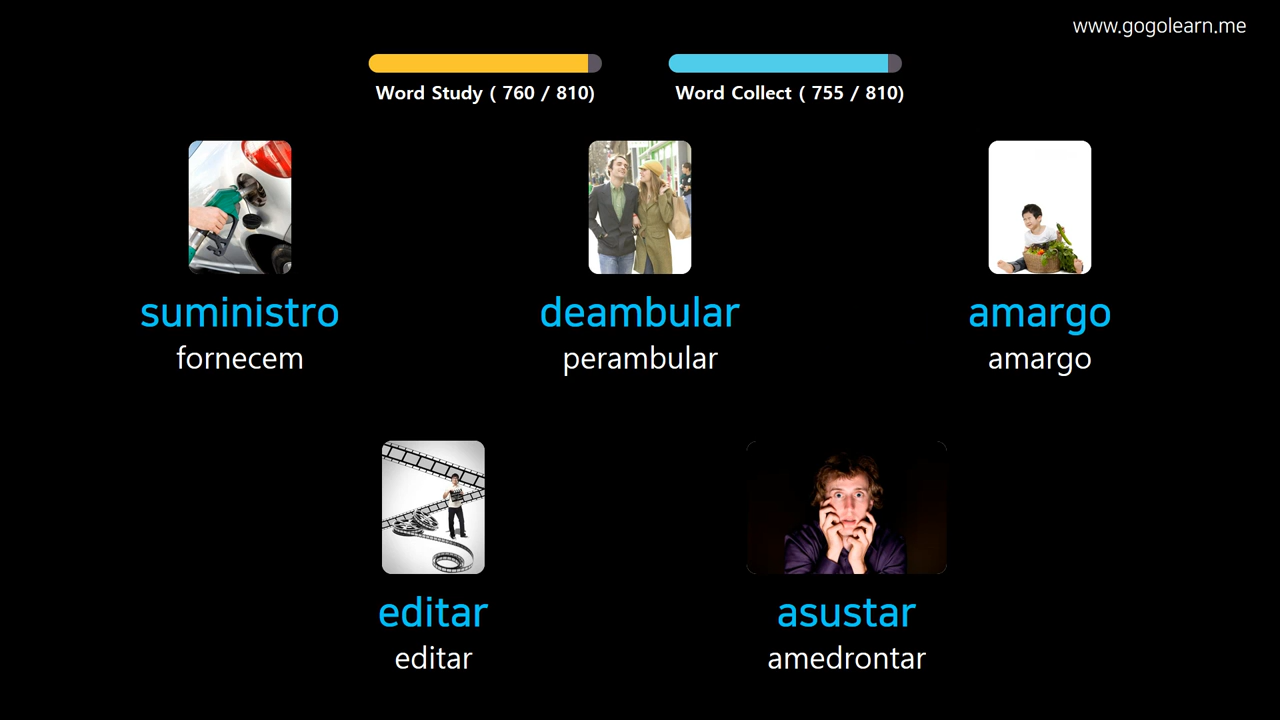 www.gogolearn.me
Word Study ( 760 / 810)
Word Collect ( 755 / 810)
suministro
fornecem
deambular
perambular
amargo
amargo
editar
editar
asustar
amedrontar